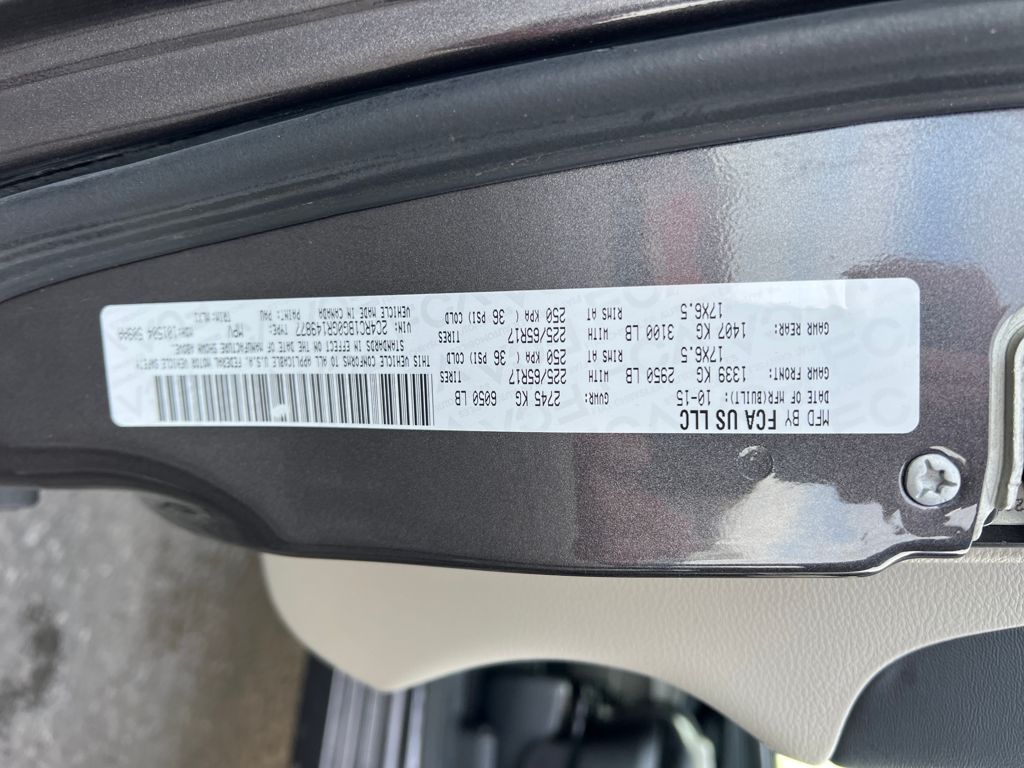 MFD BY FCA US LLC
DATE OF MFR(BUILT): 10-15 GVWR: 2745 KG 6050 LB
GAWR FRONT: 1339 KG 2950 LB WITH 225/65R17 TIRES
17X6.5 RIMS AT 250 KPA 36 PSI COLD
GAWR REAR: 1407 KG 3100 LB WITH 225/65R17 TIRES
17X6.5 RIMS AT 250 KPA 36 PSI COLD
THIS VEHICLE CONFORMS TO ALL APPLICABLE U.S.A. FEDERAL MOTOR VEHICLE SAFETY
STANDARDS IN EFFECT ON THE DATE OF MANUFACTURE SHOWN ABOVE.
VIN: TYPE: MPV MDH:101504
VEHICLE MADE IN CANADA PAINT: PAU TRIM: